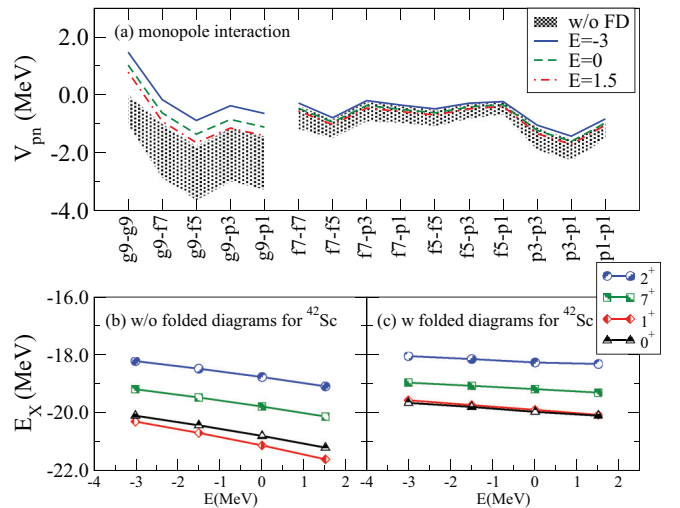 (a) monopole interaction
w/o FD
E=-3
E=0
E=1.5
V_pn (MeV)
2.0
0.0
-2.0
-4.0
g9-g9
g9-f7
g9-f5
g9-p3
g9-p1
f7-f7
f7-f5
f7-p3
f7-p1
f5-f5
f5-p3
f5-p1
p3-p3
p3-p1
p1-p1
2+
7+
1+
0+
E_X (MeV)
-16.0
-18.0
-20.0
-22.0
(b) w/o folded diagrams for ⁴²Sc
-4 -3 -2 -1 0 1 2
E(MeV)
(c) w folded diagrams for ⁴²Sc
-4 -3 -2 -1 0 1 2
E(MeV)